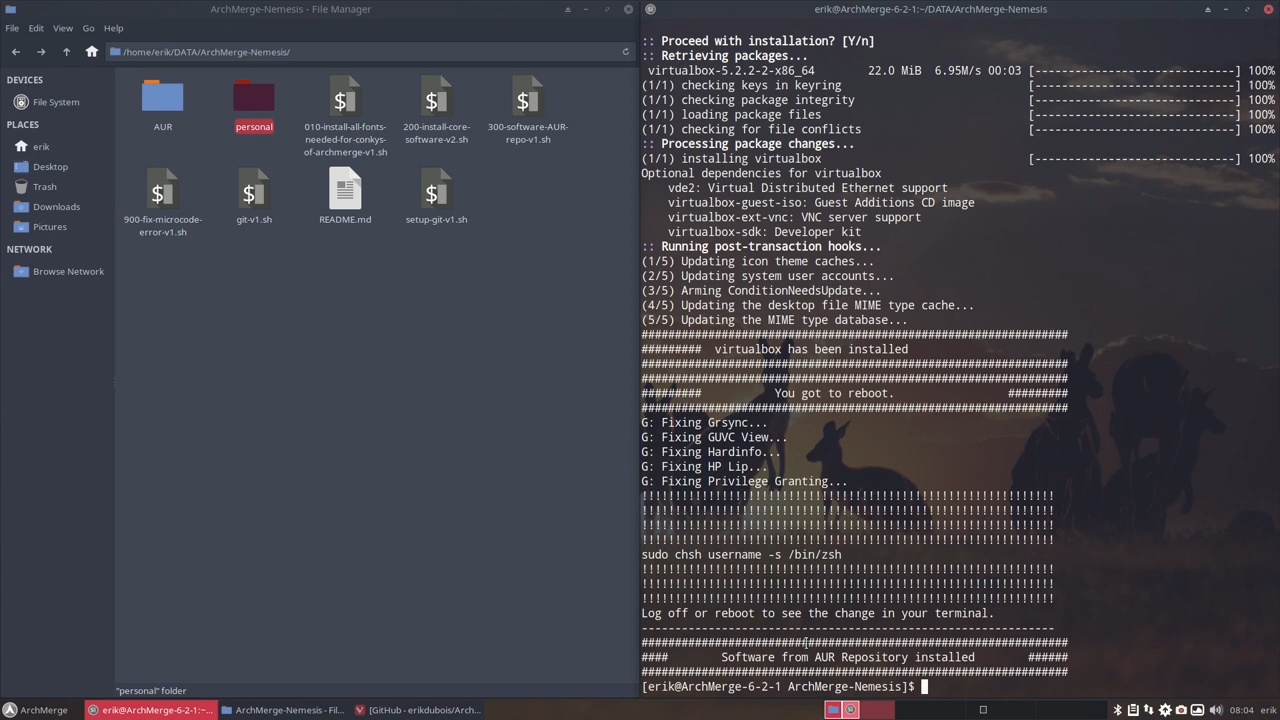 ArchMerge-Nemesis - File Manager
File Edit View Go Help
/home/erik/DATA/ArchMerge-Nemesis/
DEVICES
File System
PLACES
erik
Desktop
Trash
Downloads
Pictures
NETWORK
Browse Network
AUR
personal
010-install-all-fonts-
needed-for-conkys-
of-archmerge-v1.sh
200-install-core-
software-v2.sh
300-software-AUR-
repo-v1.sh
900-fix-microcode-
error-v1.sh
git-v1.sh
README.md
setup-git-v1.sh
"personal" folder
erik@ArchMerge-6-2-1:~/DATA/ArchMerge-Nemesis
:: Proceed with installation? [Y/n]
:: Retrieving packages...
virtualbox-5.2.2-2-x86_64 22.0 MiB 6.95M/s 00:03 [------------------------------] 100%
(1/1) checking keys in keyring [------------------------------] 100%
(1/1) checking package integrity [------------------------------] 100%
(1/1) loading package files [------------------------------] 100%
(1/1) checking for file conflicts [------------------------------] 100%
:: Processing package changes...
(1/1) installing virtualbox [------------------------------] 100%
Optional dependencies for virtualbox
vde2: Virtual Distributed Ethernet support
virtualbox-guest-iso: Guest Additions CD image
virtualbox-ext-vnc: VNC server support
virtualbox-sdk: Developer kit
:: Running post-transaction hooks...
(1/5) Updating icon theme caches...
(2/5) Updating system user accounts...
(3/5) Arming ConditionNeedsUpdate...
(4/5) Updating the desktop file MIME type cache...
(5/5) Updating the MIME type database...
################################################################
######### virtualbox has been installed
################################################################
################################################################
######### You got to reboot. #########
################################################################
G: Fixing Grsync...
G: Fixing GUVC View...
G: Fixing Hardinfo...
G: Fixing HP Lip...
G: Fixing Privilege Granting...
!!!!!!!!!!!!!!!!!!!!!!!!!!!!!!!!!!!!!!!!!!!!!!!!!!!!!!!!!!!!!!
!!!!!!!!!!!!!!!!!!!!!!!!!!!!!!!!!!!!!!!!!!!!!!!!!!!!!!!!!!!!!!
!!!!!!!!!!!!!!!!!!!!!!!!!!!!!!!!!!!!!!!!!!!!!!!!!!!!!!!!!!!!!!
!!!!!!!!!!!!!!!!!!!!!!!!!!!!!!!!!!!!!!!!!!!!!!!!!!!!!!!!!!!!!!
sudo chsh username -s /bin/zsh
!!!!!!!!!!!!!!!!!!!!!!!!!!!!!!!!!!!!!!!!!!!!!!!!!!!!!!!!!!!!!!
!!!!!!!!!!!!!!!!!!!!!!!!!!!!!!!!!!!!!!!!!!!!!!!!!!!!!!!!!!!!!!
!!!!!!!!!!!!!!!!!!!!!!!!!!!!!!!!!!!!!!!!!!!!!!!!!!!!!!!!!!!!!!
Log off or reboot to see the change in your terminal.
--------------------------------------------------------------
################################################################
#### Software from AUR Repository installed ######
################################################################
[erik@ArchMerge-6-2-1 ArchMerge-Nemesis]$
ArchMerge erik@ArchMerge-6-2-1:~/... ArchMerge-Nemesis - Fil... [GitHub - erikdubois/Arch... 08:04 erik